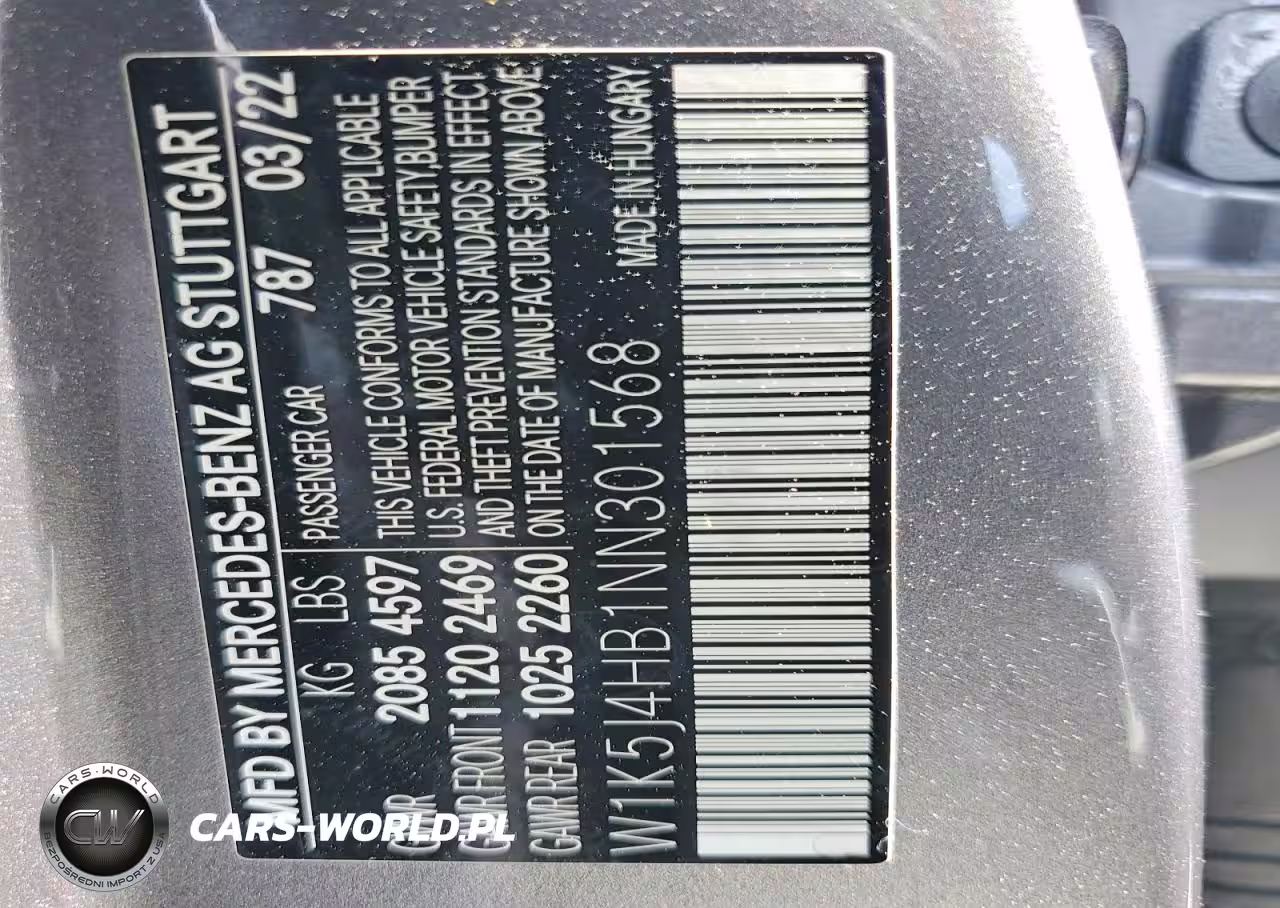 MFD BY MERCEDES-BENZ AG STUTTGART
KG LBS PASSENGER CAR 787 03/22
GVWR 2085 4597 THIS VEHICLE CONFORMS TO ALL APPLICABLE
U.S. FEDERAL MOTOR VEHICLE SAFETY BUMPER
GAWR FRONT 1120 2469 AND THEFT PREVENTION STANDARDS IN EFFECT
GAWR REAR 1025 2260 ON THE DATE OF MANUFACTURE SHOWN ABOVE.
W1K5J4HB1NN301568 MADE IN HUNGARY
CARS-WORLD
CW
BEZPOŚREDNI IMPORT Z USA
CARS-WORLD.PL